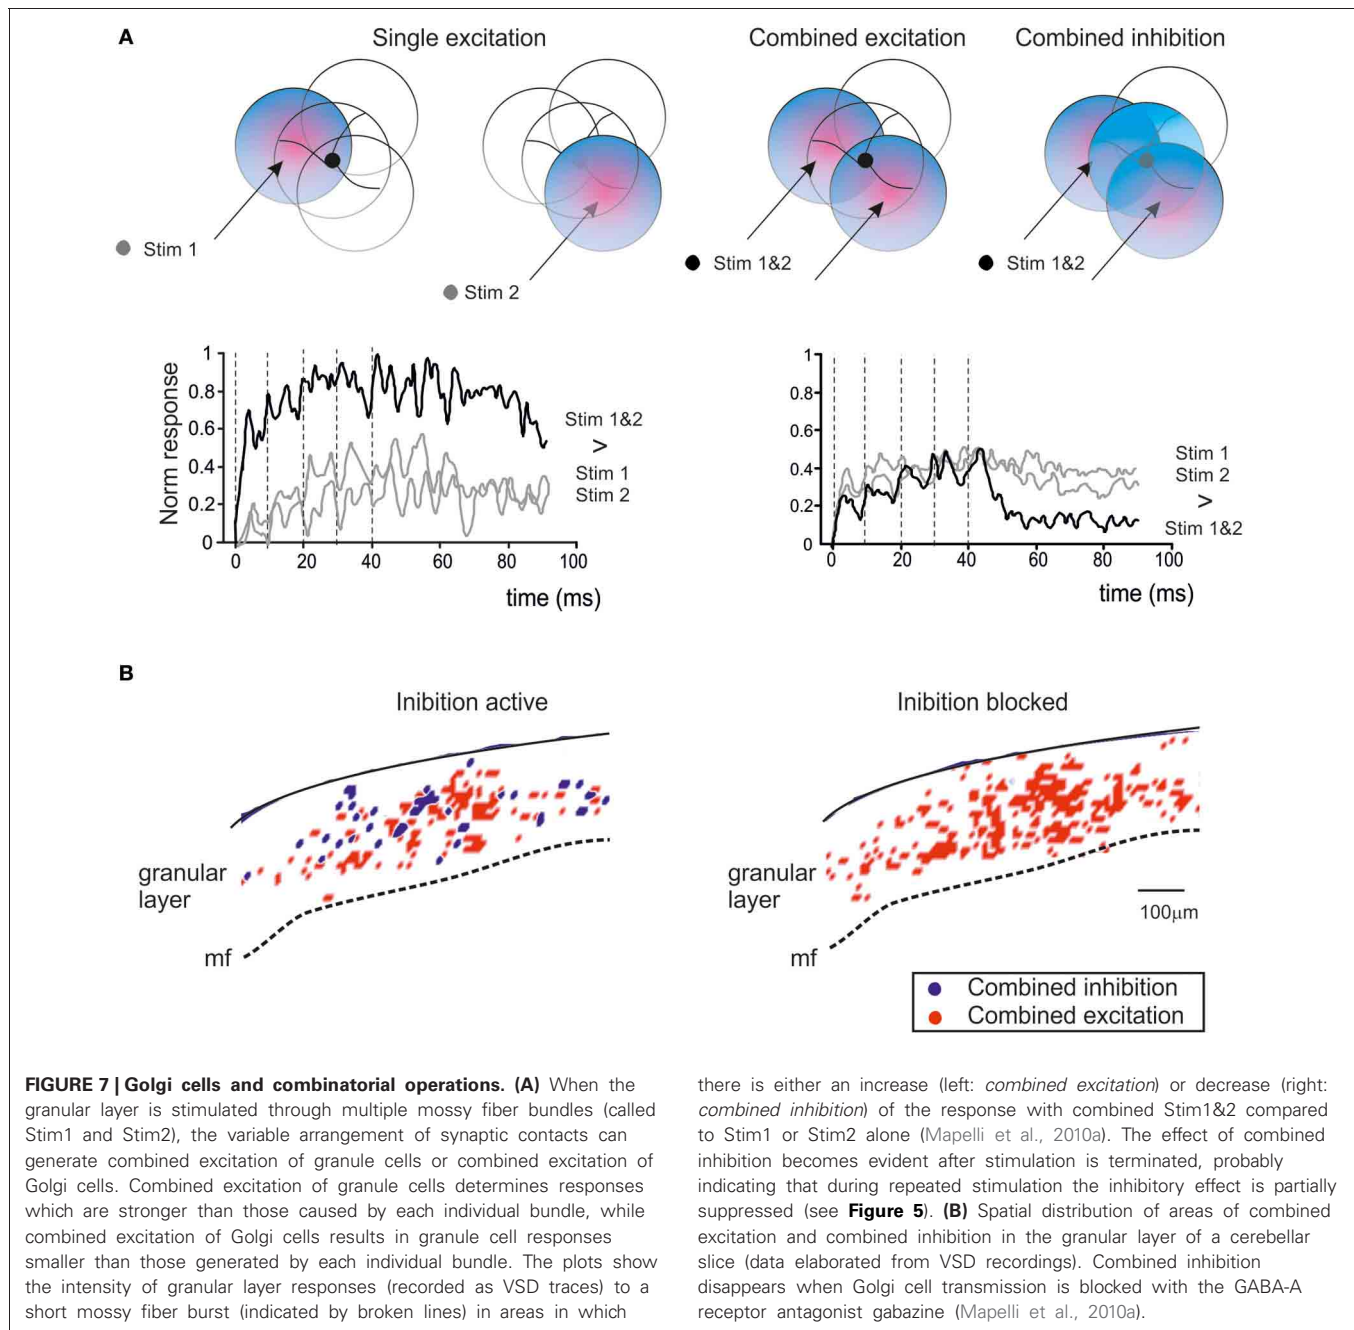 A
Single excitation
Combined excitation
Combined inhibition
Stim 1
Stim 2
Stim 1&2
Stim 1&2
Norm response
1
0.8
0.6
0.4
0.2
0
0 20 40 60 80 100
time (ms)
Stim 1&2
>
Stim 1
Stim 2
1
0.8
0.6
0.4
0.2
0
0 20 40 60 80 100
time (ms)
Stim 1
Stim 2
>
Stim 1&2
B
Inibition active
Inibition blocked
granular
layer
mf
granular
layer
mf
100µm
Combined inhibition
Combined excitation
FIGURE 7 | Golgi cells and combinatorial operations. (A) When the
granular layer is stimulated through multiple mossy fiber bundles (called
Stim1 and Stim2), the variable arrangement of synaptic contacts can
generate combined excitation of granule cells or combined excitation of
Golgi cells. Combined excitation of granule cells determines responses
which are stronger than those caused by each individual bundle, while
combined excitation of Golgi cells results in granule cell responses
smaller than those generated by each individual bundle. The plots show
the intensity of granular layer responses (recorded as VSD traces) to a
short mossy fiber burst (indicated by broken lines) in areas in which
there is either an increase (left: combined excitation) or decrease (right:
combined inhibition) of the response with combined Stim1&2 compared
to Stim1 or Stim2 alone (Mapelli et al., 2010a). The effect of combined
inhibition becomes evident after stimulation is terminated, probably
indicating that during repeated stimulation the inhibitory effect is partially
suppressed (see Figure 5). (B) Spatial distribution of areas of combined
excitation and combined inhibition in the granular layer of a cerebellar
slice (data elaborated from VSD recordings). Combined inhibition
disappears when Golgi cell transmission is blocked with the GABA-A
receptor antagonist gabazine (Mapelli et al., 2010a).